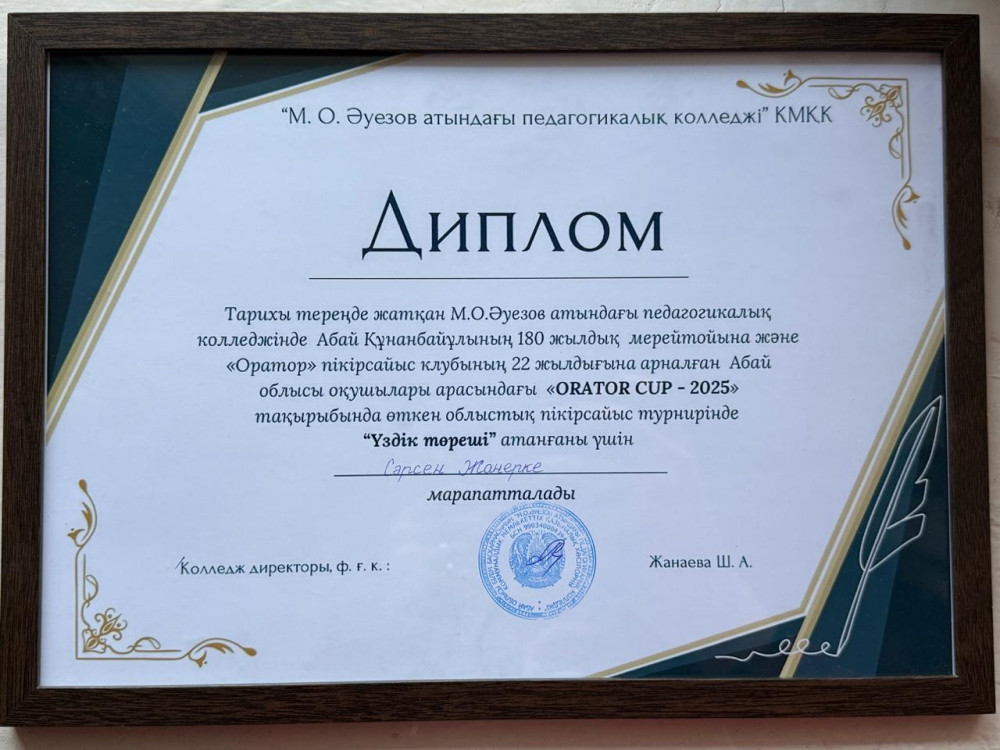 “М. О. Әуезов атындағы педагогикалық колледжі” КМҚК
Диплом
Тарихы тереңде жатқан М.О.Әуезов атындағы педагогикалық
колледжінде Абай Құнанбайұлының 180 жылдық мерейтойына және
«Оратор» пікірсайыс клубының 22 жылдығына арналған Абай
облысы оқушылары арасындағы «ORATOR CUP - 2025»
тақырыбында өткен облыстық пікірсайыс турнирінде
“Үздік төреші” атанғаны үшін
Сәрсен Жанерке
марапатталады
Колледж директоры, ф. ғ. к. :
Жанаева Ш. А.